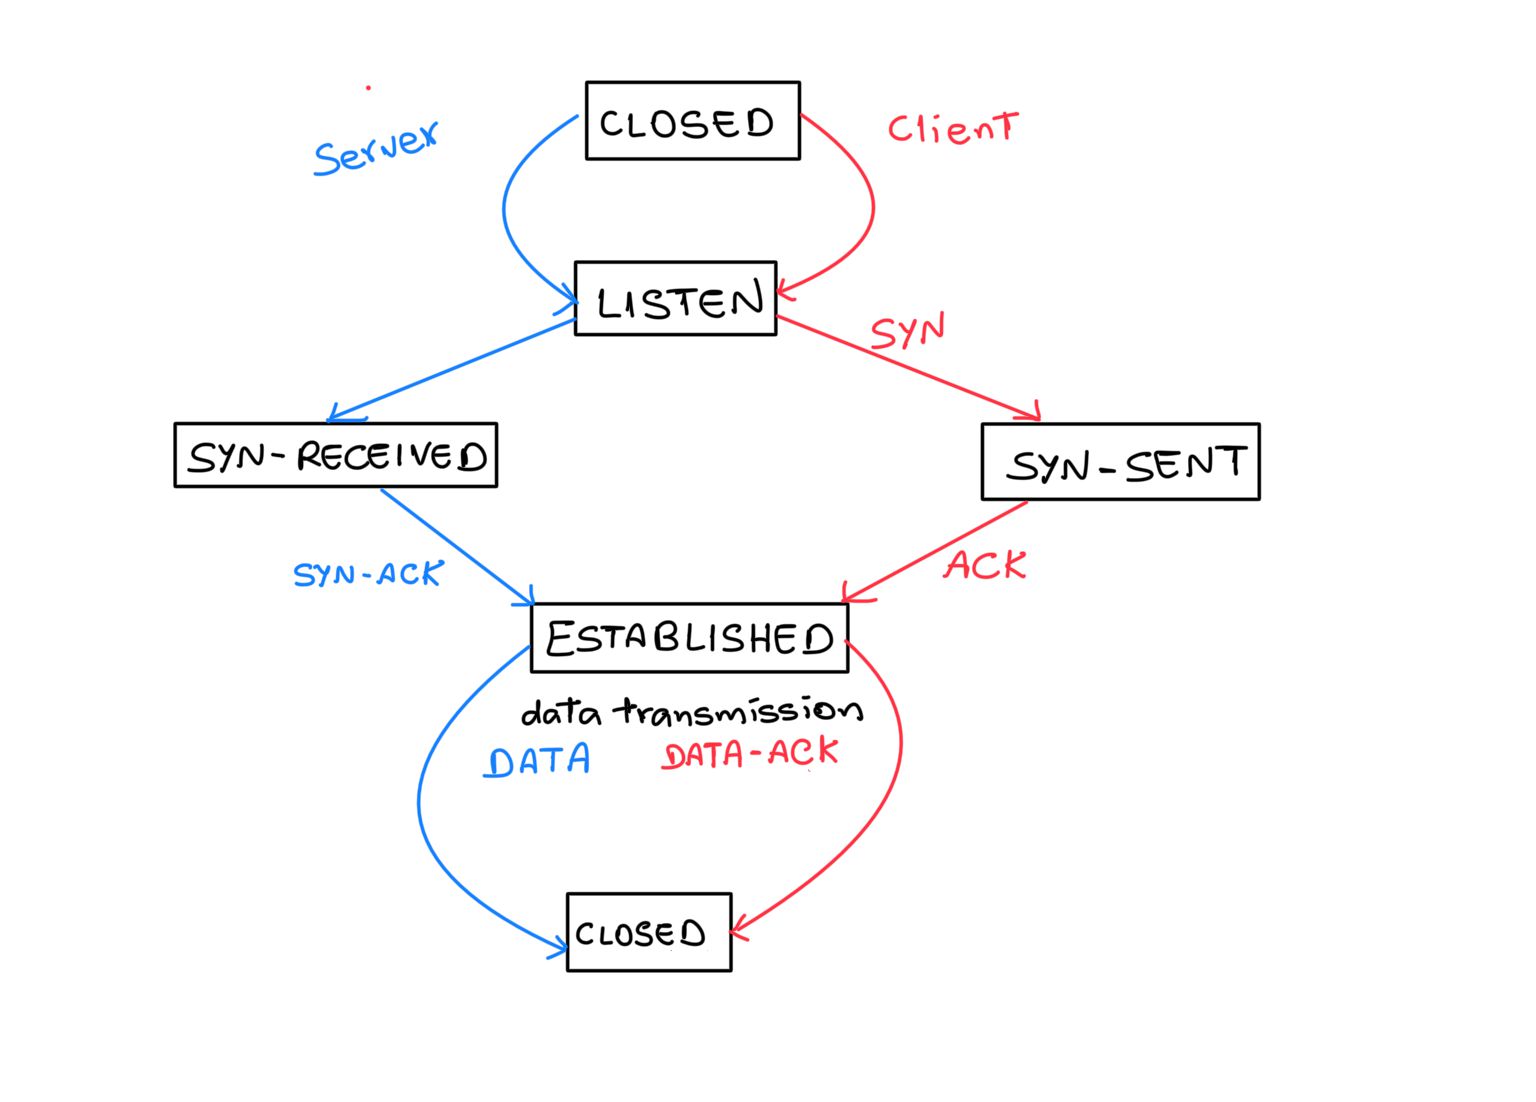 CLOSED
Server
ClienT
LISTEN
SYN
SYN-RECEIVED
SYN-SENT
SYN-ACK
ACK
ESTABLISHED
data transmission
DATA
DATA-ACK
CLOSED